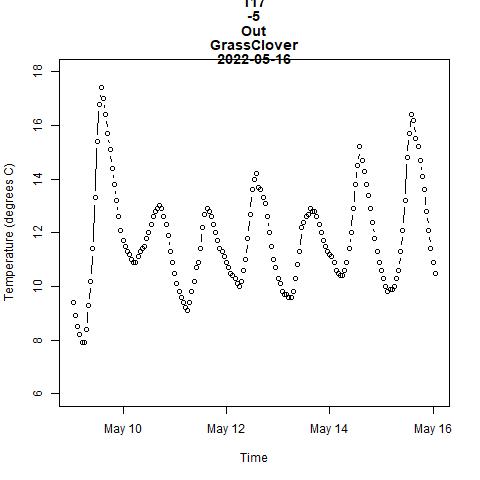 117
-5
Out
GrassClover
2022-05-16
Temperature (degrees C)
18
16
14
12
10
8
6
May 10
May 12
May 14
May 16
Time